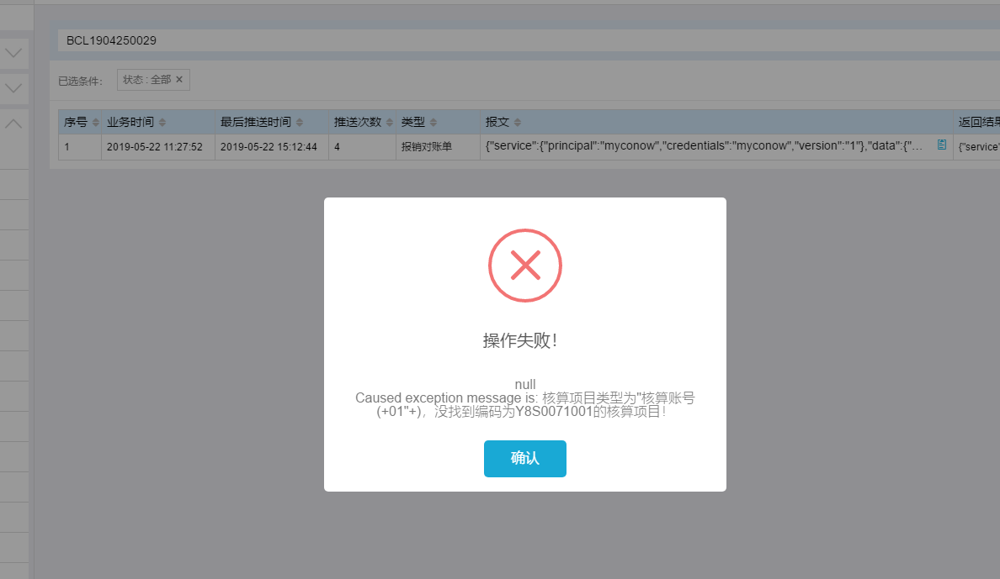 BCL1904250029
已选条件：
状态 : 全部 ×
序号 业务时间 最后推送时间 推送次数 类型 报文 返回结果
1 2019-05-22 11:27:52 2019-05-22 15:12:44 4 报销对账单 {"service":{"principal":"myconow","credentials":"myconow","version":"1"},"data":{"... {"service"
操作失败！
null
Caused exception message is: 核算项目类型为"核算账号
(+01"+)，没找到编码为Y8S0071001的核算项目！
确认